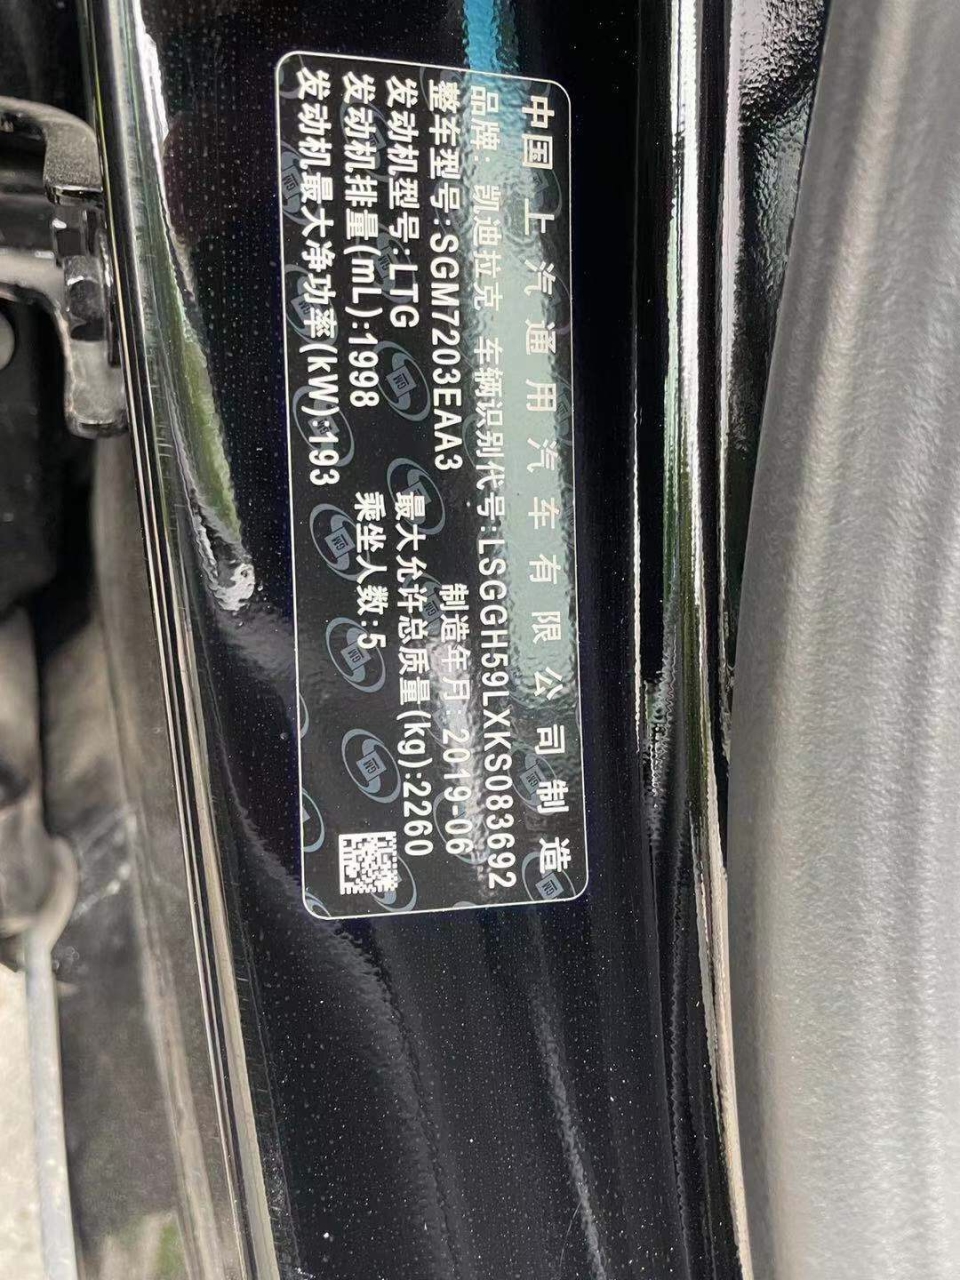 中国上汽通用汽车有限公司制造
品牌:凯迪拉克 车辆识别代号:LSGGH59LXKS083692
整车型号:SGM7203EAA3 制造年月:2019-06
发动机型号:LTG 最大允许总质量(kg):2260
发动机排量(mL):1998 乘坐人数:5
发动机最大净功率(kW):193